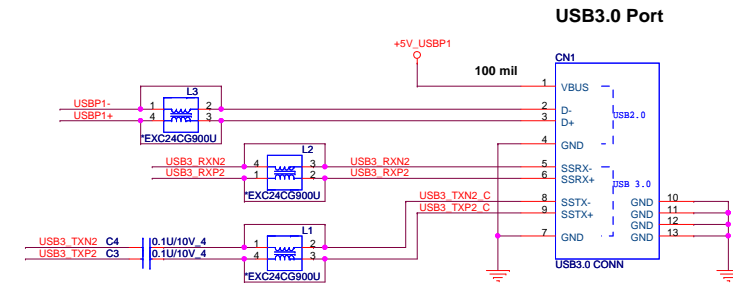 USB3.0 Port
+5V_USBP1
100 mil
CN1
1 VBUS
L3
USBP1- 1 2 2 D- USB2.0
USBP1+ 4 3 3 D+
*EXC24CG900U
4 GND
L2
USB3_RXN2 4 3 USB3_RXN2 5 SSRX-
USB3_RXP2 1 2 USB3_RXP2 6 SSRX+
USB 3.0
*EXC24CG900U
USB3_TXN2_C 8 SSTX- GND 10
USB3_TXP2_C 9 SSTX+ GND 11
GND 12
L1
7 GND GND 13
USB3_TXN2 C4 0.1U/10V_4 1 2
USB3_TXP2 C3 0.1U/10V_4 4 3
USB3.0 CONN
*EXC24CG900U